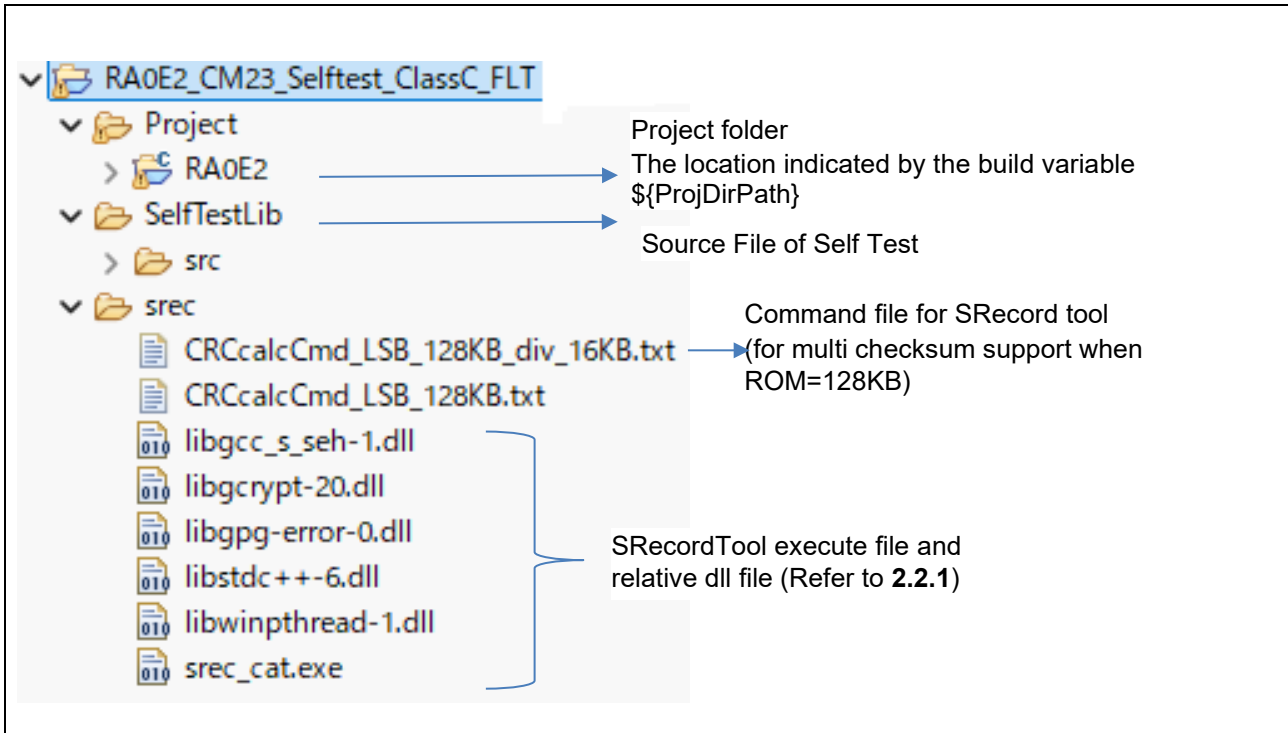 RA0E2_CM23_Selftest_ClassC_FLT
Project
RA0E2
SelfTestLib
src
srec
CRCcalcCmd_LSB_128KB_div_16KB.txt
CRCcalcCmd_LSB_128KB.txt
libgcc_s_seh-1.dll
libgcrypt-20.dll
libgpg-error-0.dll
libstdc++-6.dll
libwinpthread-1.dll
srec_cat.exe
Project folder
The location indicated by the build variable
${ProjDirPath}
Source File of Self Test
Command file for SRecord tool
(for multi checksum support when
ROM=128KB)
SRecordTool execute file and
relative dll file (Refer to 2.2.1)